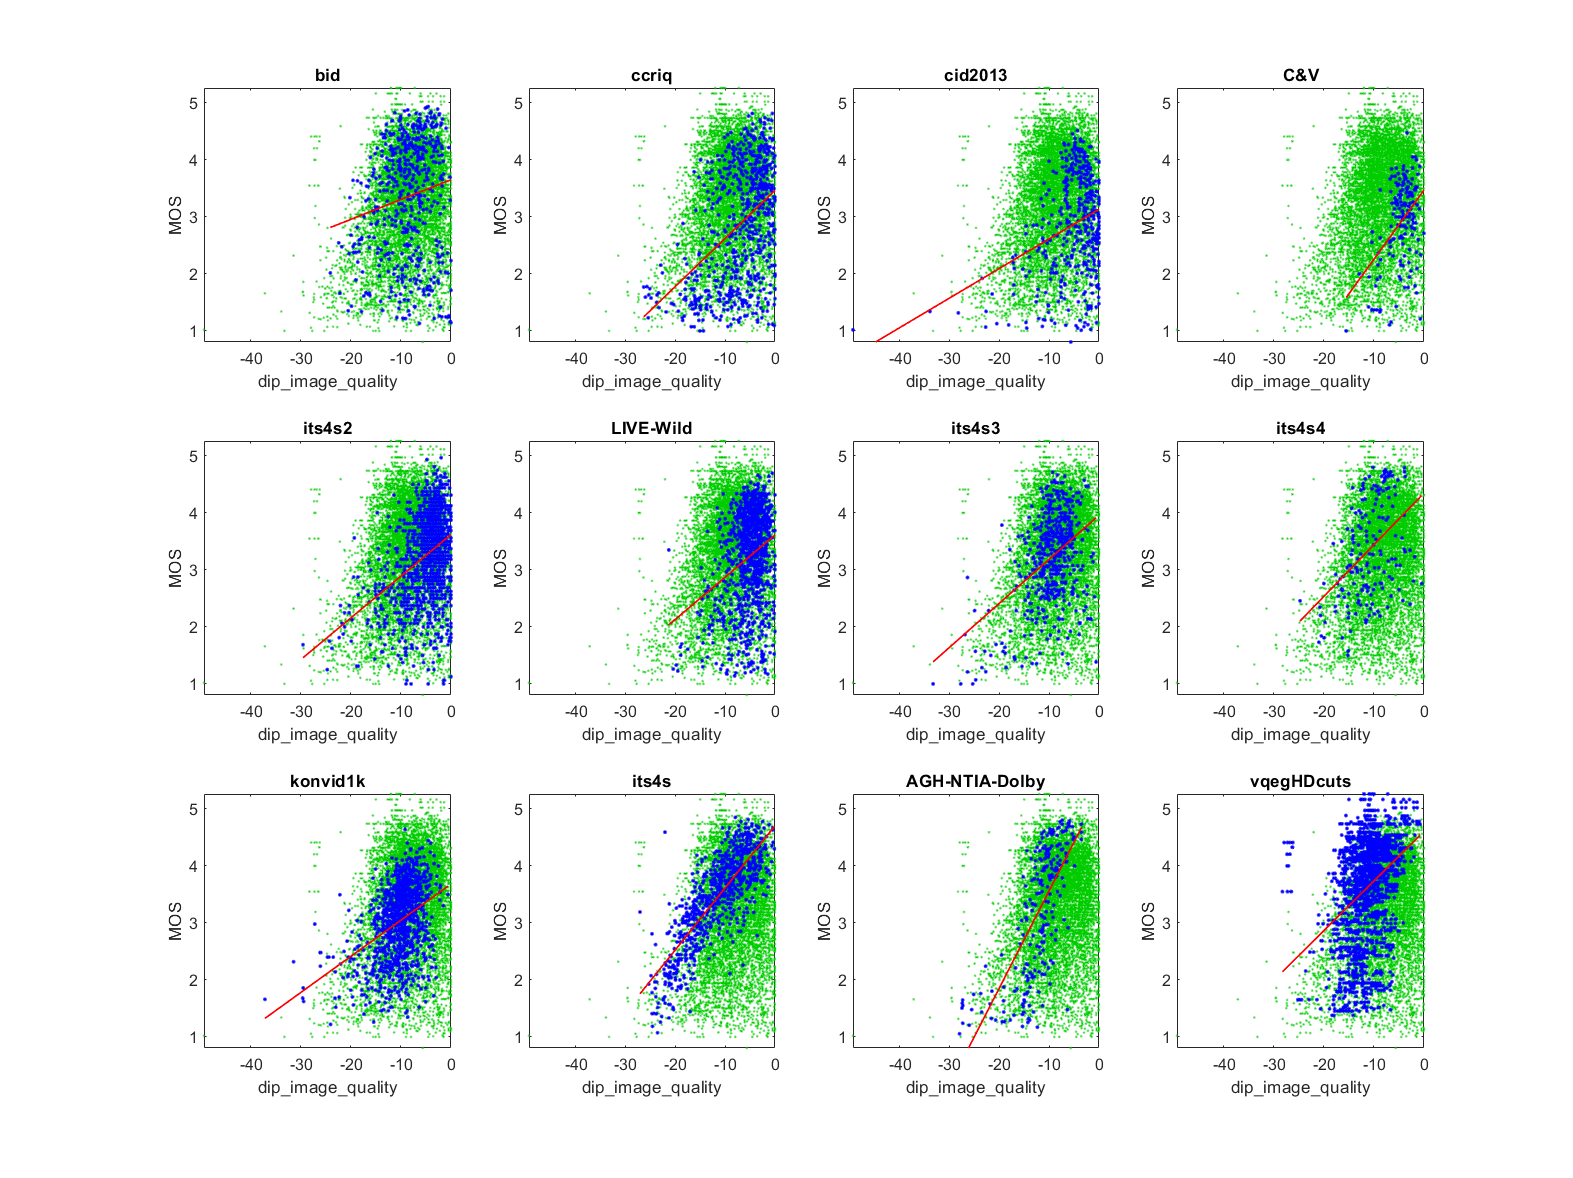 bid ccriq cid2013 C&V
5 5 5 5
4 4 4 4
3 3 3 3
2 2 2 2
1 1 1 1
MOS MOS MOS MOS
-40 -30 -20 -10 0 -40 -30 -20 -10 0 -40 -30 -20 -10 0 -40 -30 -20 -10 0
dip_image_quality dip_image_quality dip_image_quality dip_image_quality
its4s2 LIVE-Wild its4s3 its4s4
5 5 5 5
4 4 4 4
3 3 3 3
2 2 2 2
1 1 1 1
MOS MOS MOS MOS
-40 -30 -20 -10 0 -40 -30 -20 -10 0 -40 -30 -20 -10 0 -40 -30 -20 -10 0
dip_image_quality dip_image_quality dip_image_quality dip_image_quality
konvid1k its4s AGH-NTIA-Dolby vqegHDcuts
5 5 5 5
4 4 4 4
3 3 3 3
2 2 2 2
1 1 1 1
MOS MOS MOS MOS
-40 -30 -20 -10 0 -40 -30 -20 -10 0 -40 -30 -20 -10 0 -40 -30 -20 -10 0
dip_image_quality dip_image_quality dip_image_quality dip_image_quality